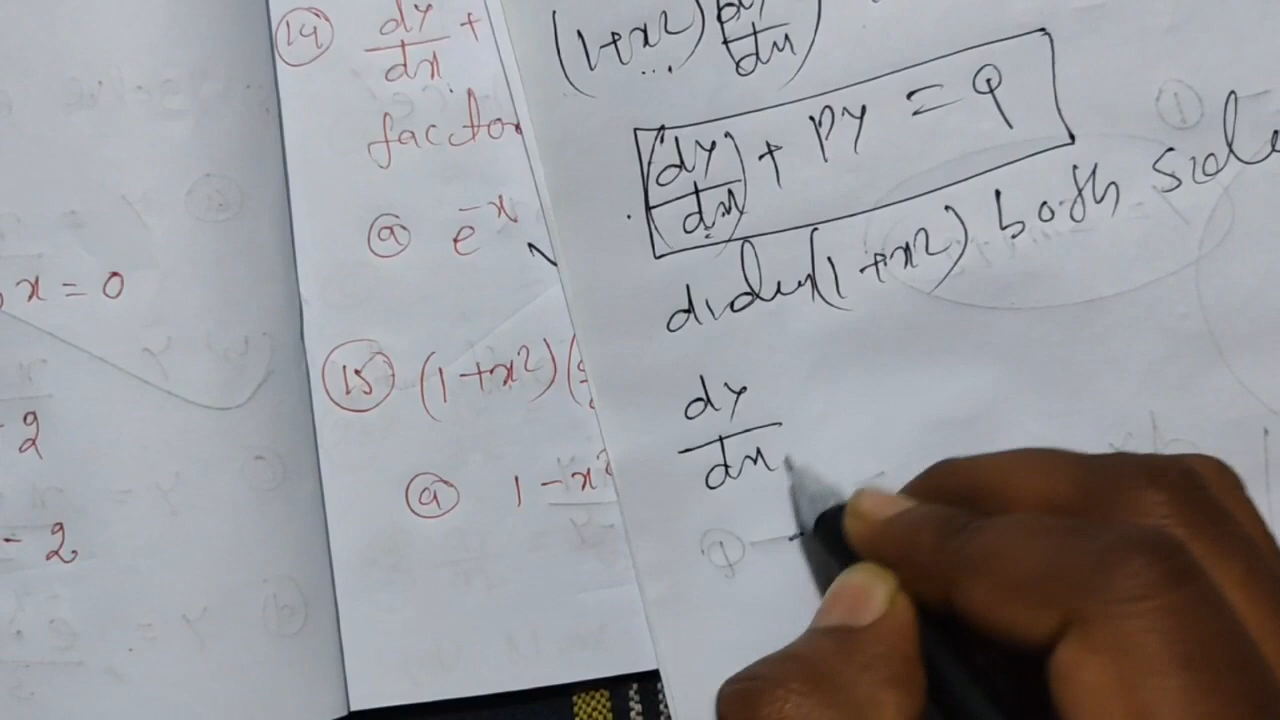 x = 0
2
- 2
14 dy/dx +
factor
a e^-x
15 (1+x²)(
a 1 - x²
(1+x²) dy/dx)
(dy/dx) + Py = Q
(1+x²) both side
dy/dx